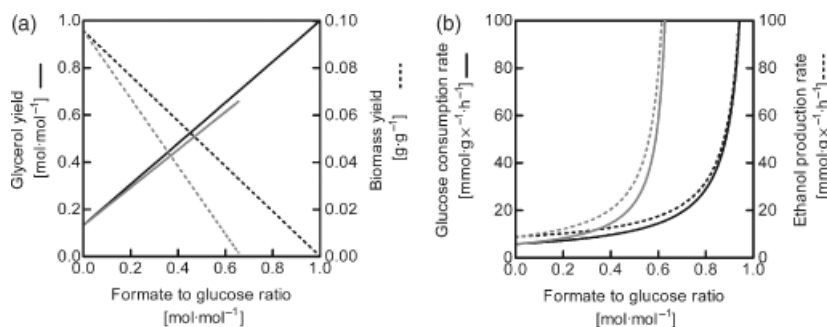 (a)
Glycerol yield
[mol·mol⁻¹]
1.0
0.8
0.6
0.4
0.2
0.0
0.10
0.08
0.06
0.04
0.02
0.00
Biomass yield
[g·g⁻¹]
0.0 0.2 0.4 0.6 0.8 1.0
Formate to glucose ratio
[mol·mol⁻¹]
(b)
Glucose consumption rate
[mmol·gx⁻¹·h⁻¹]
100
80
60
40
20
0
100
80
60
40
20
0
Ethanol production rate
[mmol·gx⁻¹·h⁻¹]
0.0 0.2 0.4 0.6 0.8 1.0
Formate to glucose ratio
[mol·mol⁻¹]